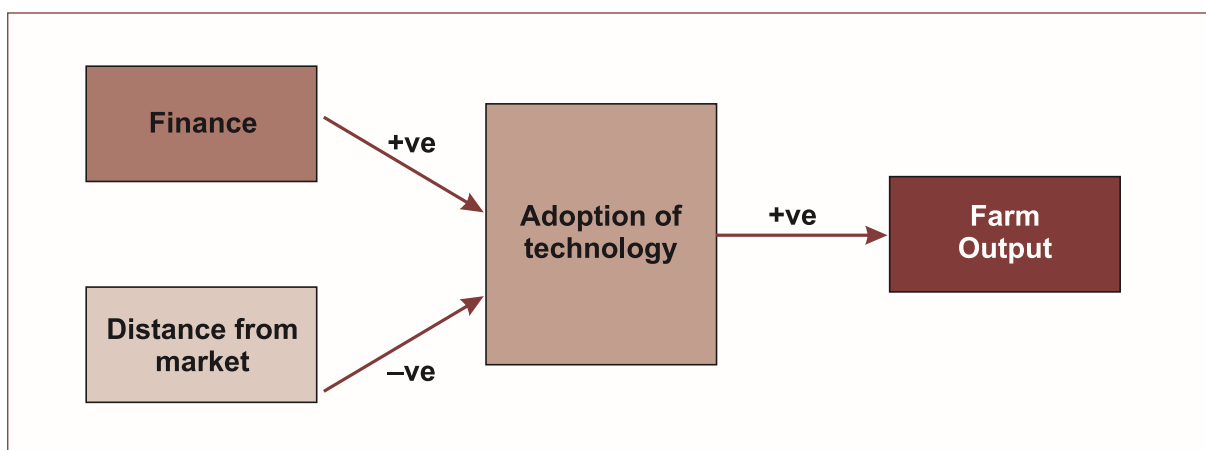 Finance
+ve
Adoption of
technology
+ve
Farm
Output
Distance from
market
–ve